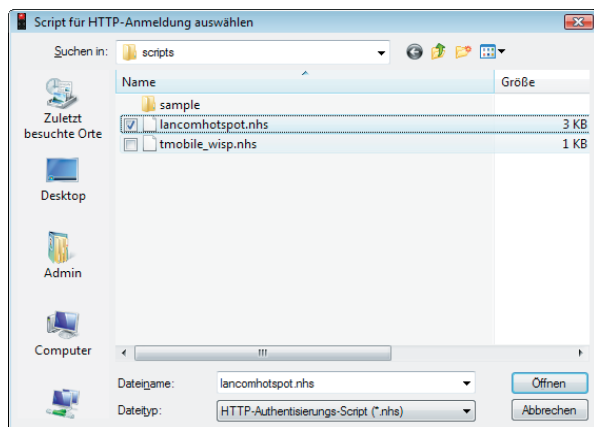 Script für HTTP-Anmeldung auswählen
Suchen in: scripts
Name Größe
sample
lancomhotspot.nhs 3 KB
tmobile_wisp.nhs 1 KB
Zuletzt
besuchte Orte
Desktop
Admin
Computer
Dateiname: lancomhotspot.nhs Öffnen
Dateityp: HTTP-Authentisierungs-Script (*.nhs) Abbrechen